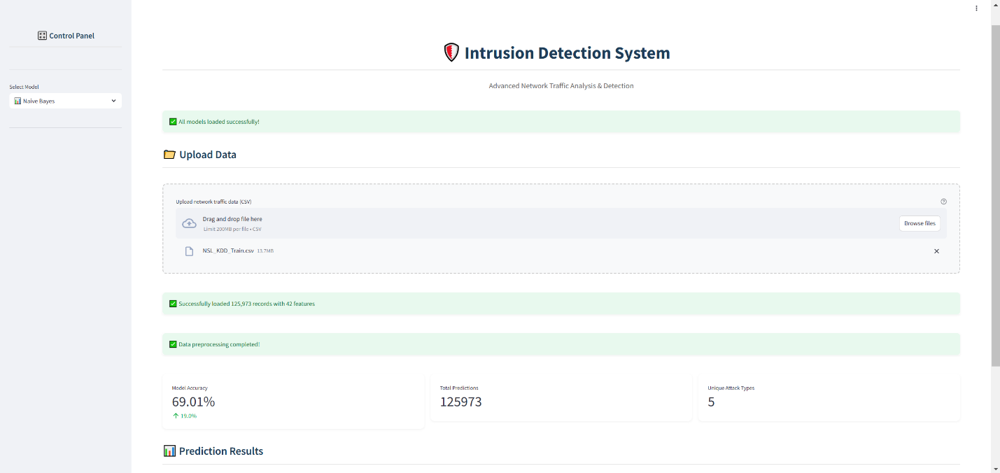 Control Panel
Select Model
Naive Bayes
Intrusion Detection System
Advanced Network Traffic Analysis & Detection
All models loaded successfully!
Upload Data
Upload network traffic data (CSV)
Drag and drop file here
Limit 200MB per file • CSV
Browse files
NSL_KDD_Train.csv 13.7MB
Successfully loaded 125,973 records with 42 features
Data preprocessing completed!
Model Accuracy
69.01%
↑ 19.0%
Total Predictions
125973
Unique Attack Types
5
Prediction Results